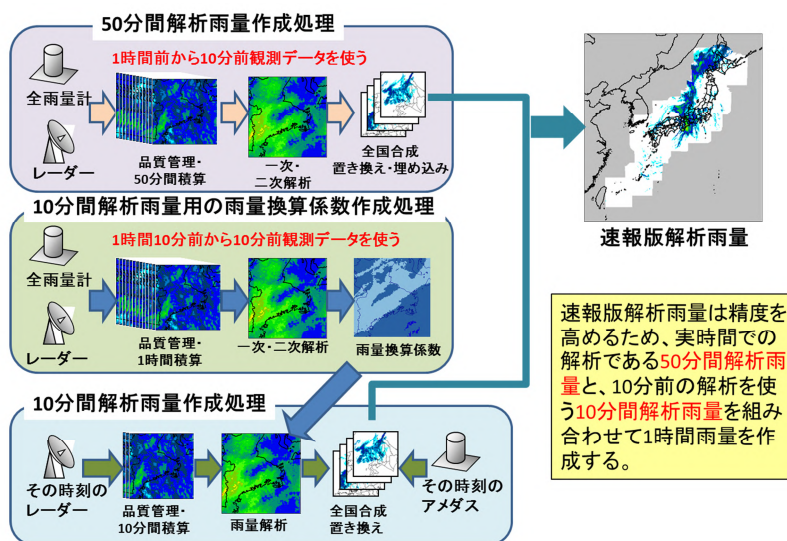 50分間解析雨量作成処理
1時間前から10分前観測データを使う
全雨量計
レーダー
品質管理・
50分間積算
一次・
二次解析
全国合成
置き換え・埋め込み
10分間解析雨量用の雨量換算係数作成処理
1時間10分前から10分前観測データを使う
全雨量計
レーダー
品質管理・
1時間積算
一次・二次解析
雨量換算係数
10分間解析雨量作成処理
その時刻の
レーダー
品質管理・
10分間積算
雨量解析
全国合成
置き換え
その時刻の
アメダス
速報版解析雨量
速報版解析雨量は精度を
高めるため、実時間での
解析である50分間解析雨
量と、10分前の解析を使
う10分間解析雨量を組み
合わせて1時間雨量を作
成する。